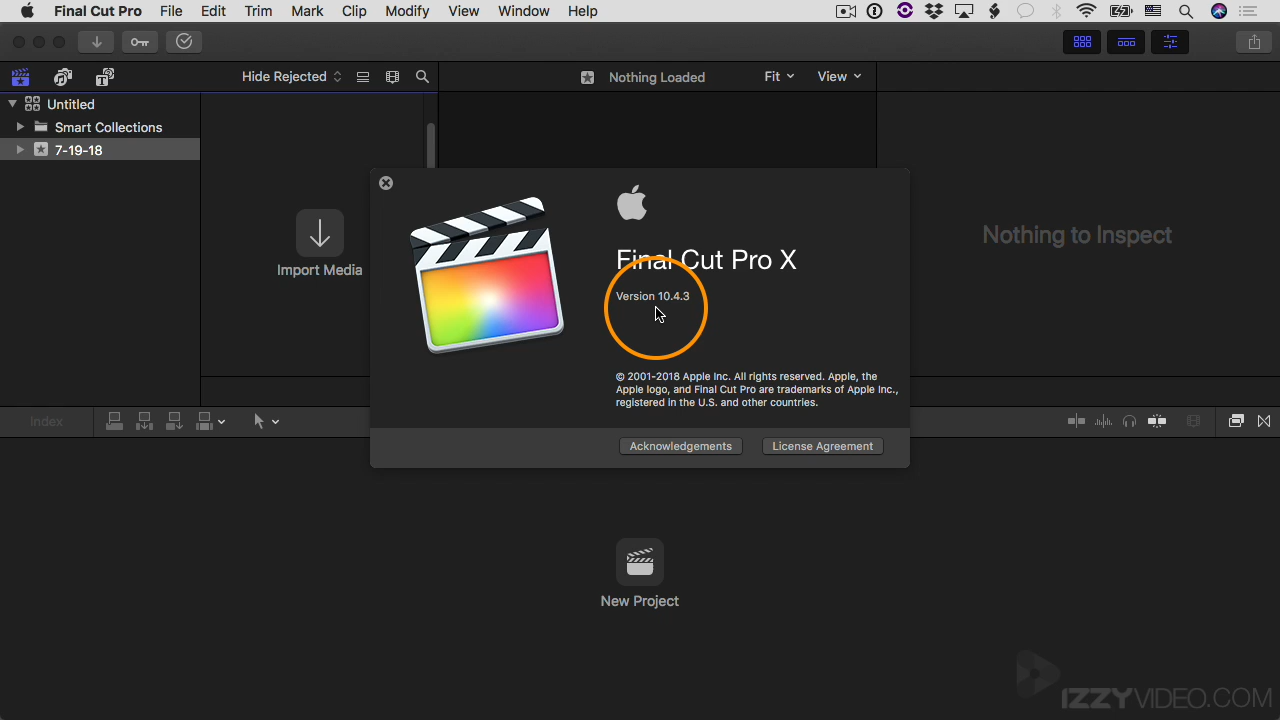 Final Cut Pro File Edit Trim Mark Clip Modify View Window Help
Hide Rejected
Nothing Loaded
Fit
View
Untitled
Smart Collections
7-19-18
Import Media
Nothing to Inspect
Final Cut Pro X
Version 10.4.3
© 2001-2018 Apple Inc. All rights reserved. Apple, the
Apple logo, and Final Cut Pro are trademarks of Apple Inc.,
registered in the U.S. and other countries.
Acknowledgements
License Agreement
Index
New Project
IZZYVIDEO.COM